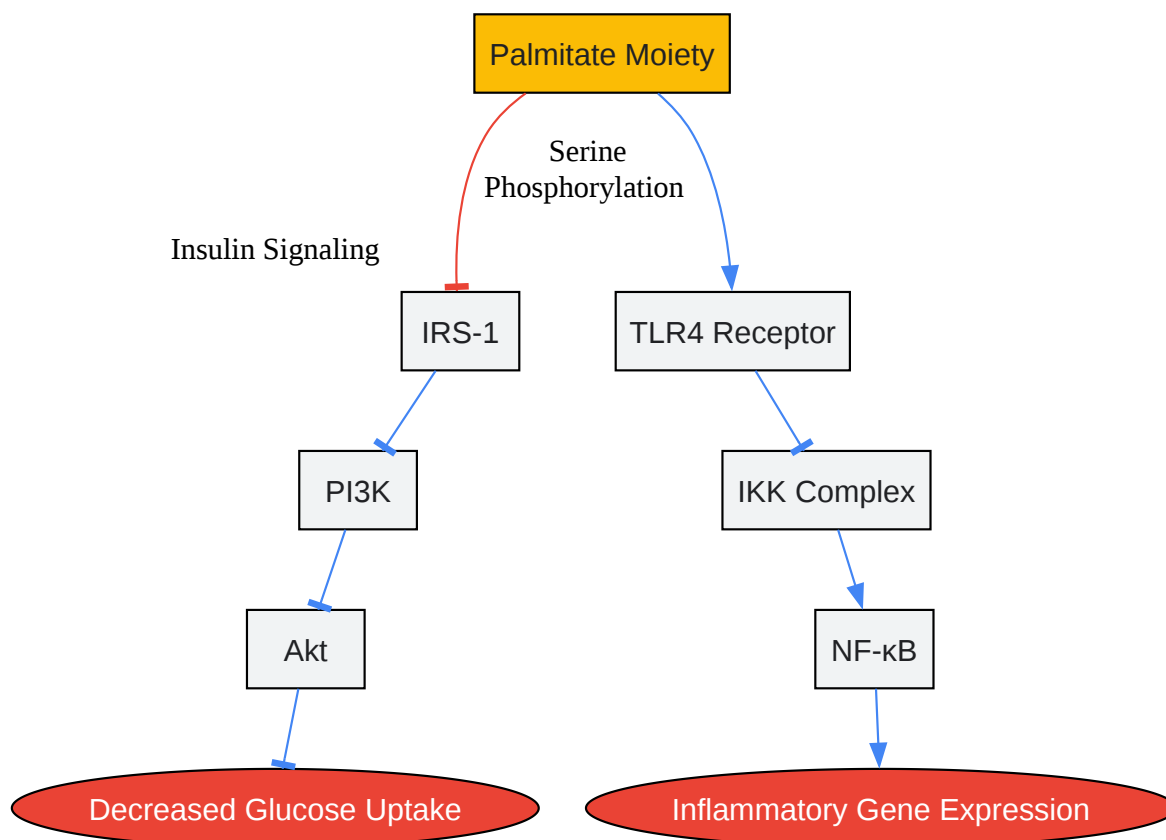 Palmitate Moiety
Serine
Phosphorylation
Insulin Signaling
IRS-1
TLR4 Receptor
PI3K
IKK Complex
Akt
NF-κB
Decreased Glucose Uptake
Inflammatory Gene Expression